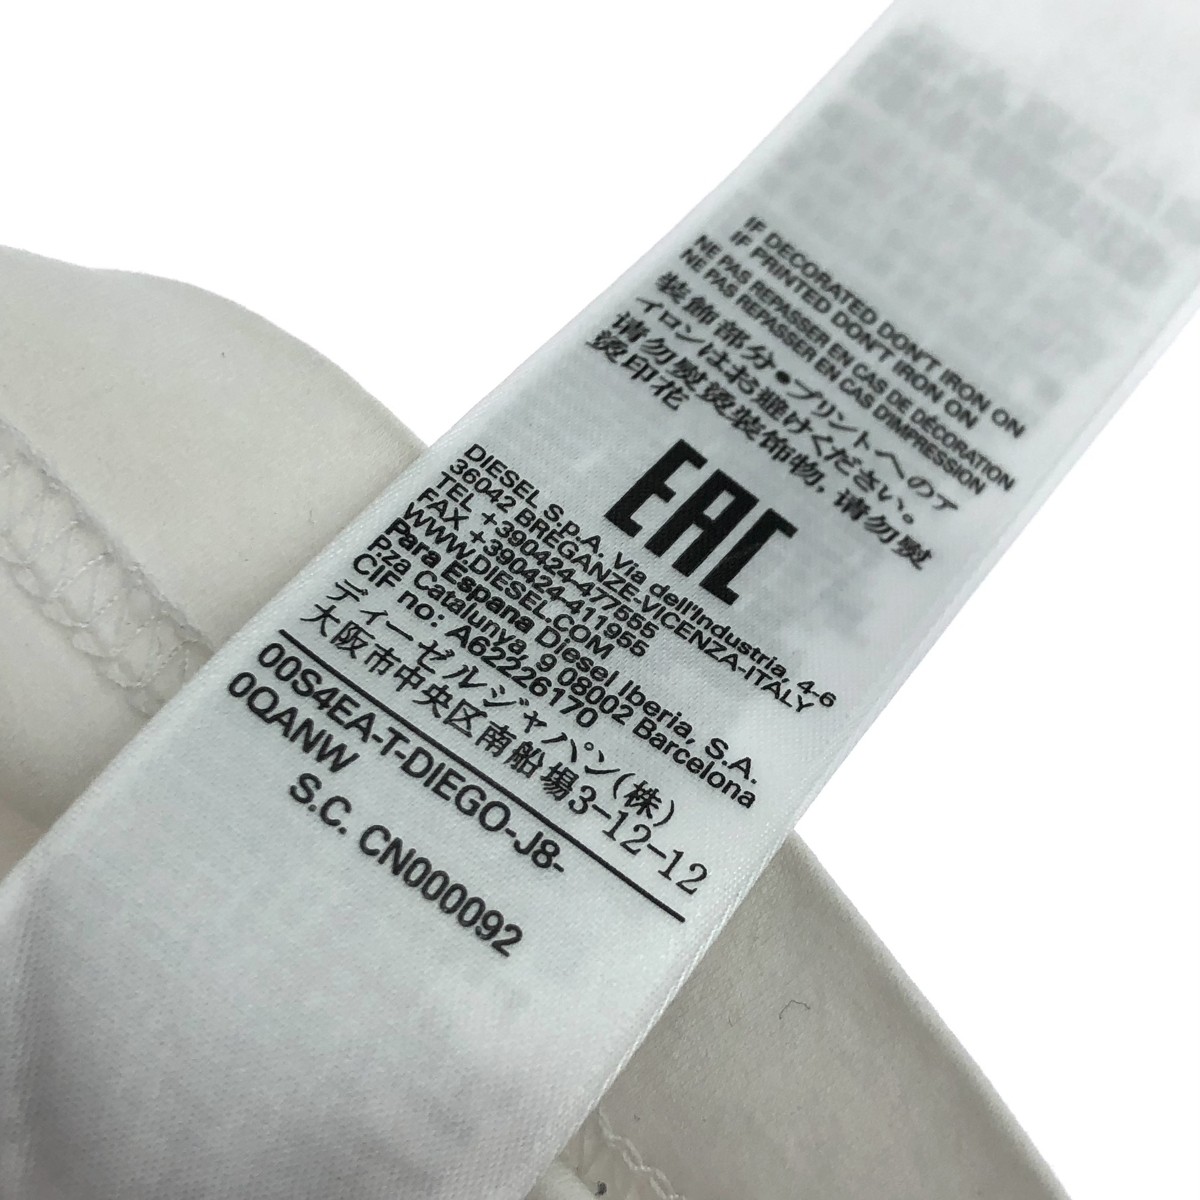 IF DECORATED DON'T IRON ON
IF PRINTED DON'T IRON ON
NE PAS REPASSER EN CAS DE DÉCORATION
NE PAS REPASSER EN CAS D'IMPRESSION
装飾部分・プリントへのア
イロンはお避けください。
请勿熨烫装饰物,请勿熨
烫印花
EAC
DIESEL S.P.A. Via dell'Industria, 4-6
36042 BREGANZE-VICENZA-ITALY
TEL +390424-477555
FAX +390424-411955
WWW.DIESEL.COM
Para Espana Diesel Iberia, S.A.
P.za Catalunya, 9 08002 Barcelona
CIF no: A62226170
ディーゼルジャパン(株)
大阪市中央区南船場3-12-12
00S4EA-T-DIEGO-J8-
0QANW
S.C. CN000092